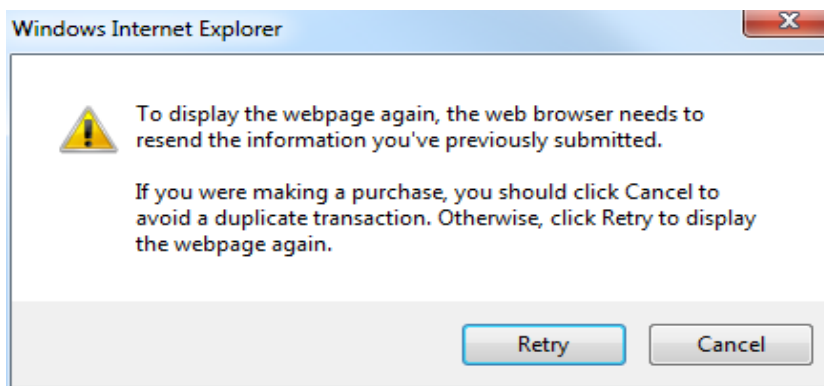 Windows Internet Explorer
To display the webpage again, the web browser needs to
resend the information you've previously submitted.
If you were making a purchase, you should click Cancel to
avoid a duplicate transaction. Otherwise, click Retry to display
the webpage again.
Retry Cancel